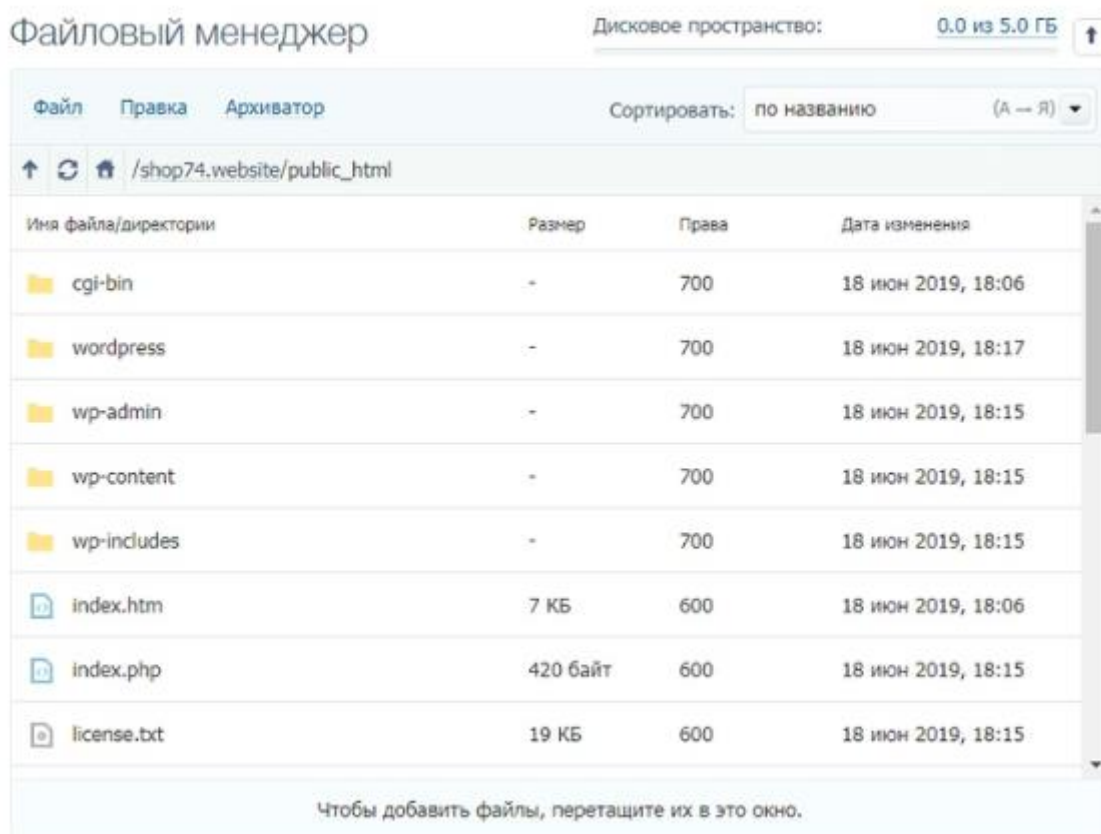 Файловый менеджер Дисковое пространство: 0.0 из 5.0 ГБ
Файл Правка Архиватор Сортировать: по названию (А — Я)
/shop74.website/public_html
Имя файла/директории Размер Права Дата изменения
cgi-bin - 700 18 июн 2019, 18:06
wordpress - 700 18 июн 2019, 18:17
wp-admin - 700 18 июн 2019, 18:15
wp-content - 700 18 июн 2019, 18:15
wp-includes - 700 18 июн 2019, 18:15
index.htm 7 КБ 600 18 июн 2019, 18:06
index.php 420 байт 600 18 июн 2019, 18:15
license.txt 19 КБ 600 18 июн 2019, 18:15
Чтобы добавить файлы, перетащите их в это окно.